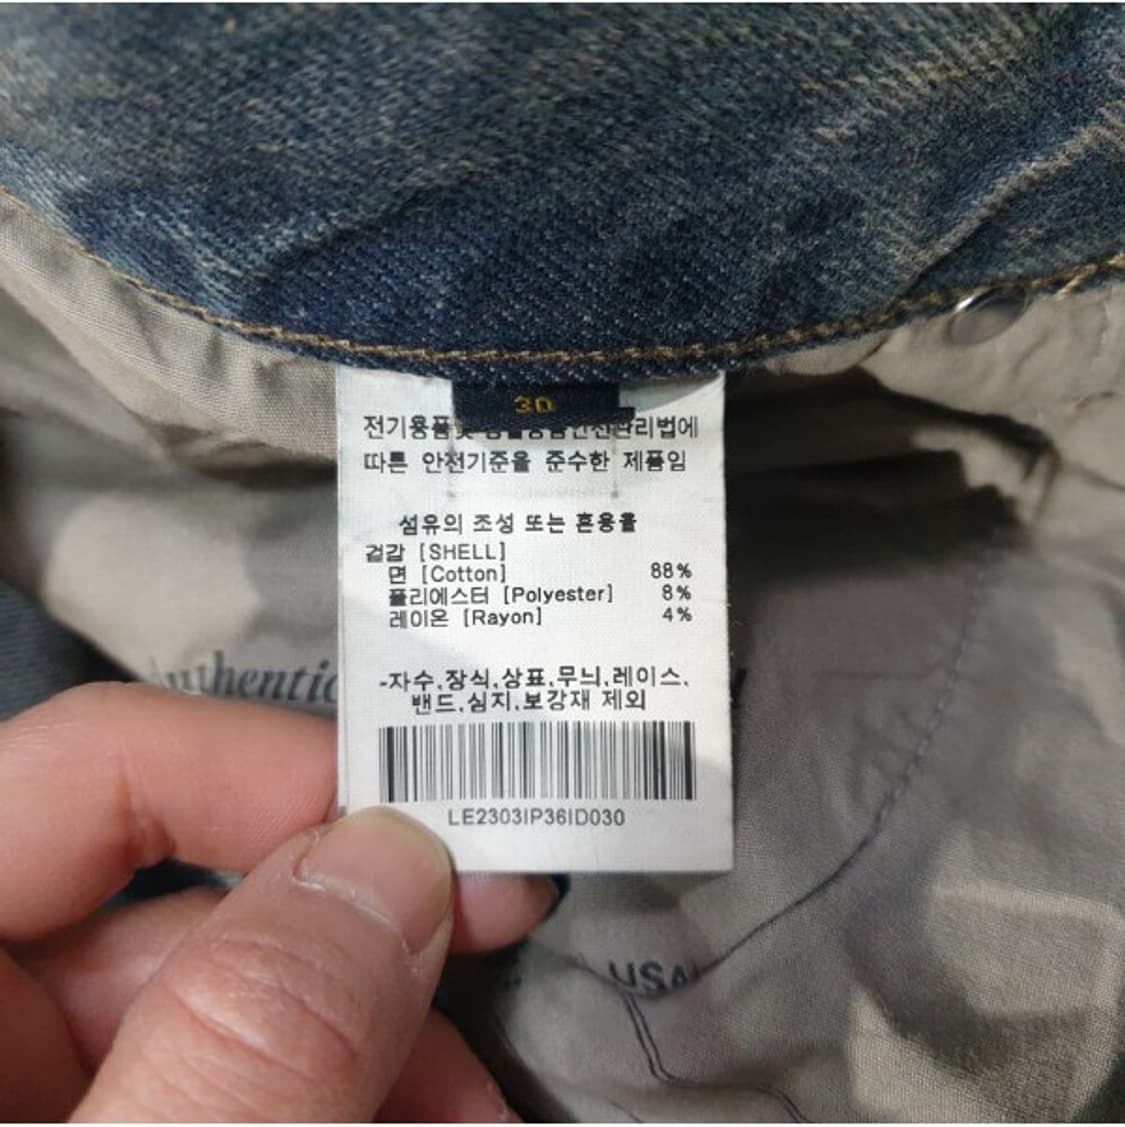 30
전기용품및 생활용품안전관리법에
따른 안전기준을 준수한 제품임
섬유의 조성 또는 혼용율
겉감 [SHELL]
면 [Cotton] 88%
폴리에스터 [Polyester] 8%
레이온 [Rayon] 4%
-자수,장식,상표,무늬,레이스,
밴드,심지,보강재 제외
LE2303IP36ID030
Authentic
USA